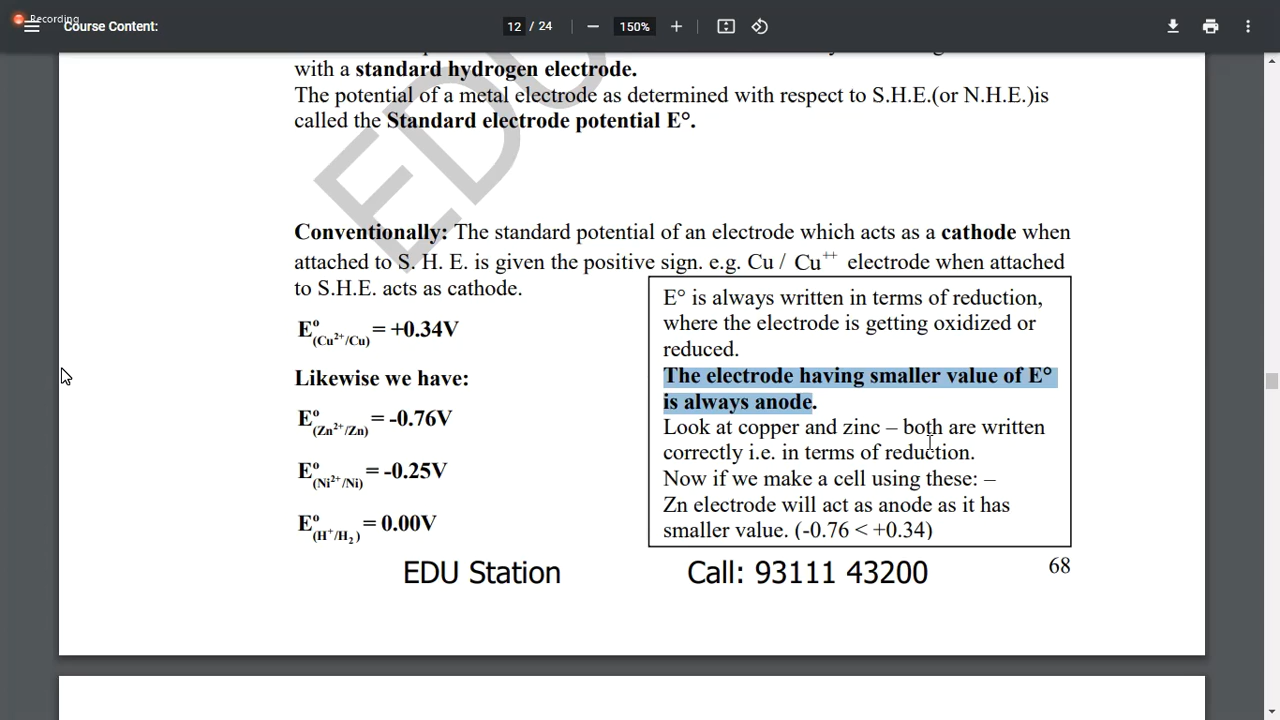 Recording
Course Content:
12 / 24
150%
with a standard hydrogen electrode.
The potential of a metal electrode as determined with respect to S.H.E.(or N.H.E.)is
called the Standard electrode potential E°.
EDU
Conventionally: The standard potential of an electrode which acts as a cathode when
attached to S. H. E. is given the positive sign. e.g. Cu / Cu⁺⁺ electrode when attached
to S.H.E. acts as cathode.
E°(Cu²⁺/Cu) = +0.34V
Likewise we have:
E°(Zn²⁺/Zn) = -0.76V
E°(Ni²⁺/Ni) = -0.25V
E°(H⁺/H₂) = 0.00V
E° is always written in terms of reduction,
where the electrode is getting oxidized or
reduced.
The electrode having smaller value of E°
is always anode.
Look at copper and zinc – both are written
correctly i.e. in terms of reduction.
Now if we make a cell using these: –
Zn electrode will act as anode as it has
smaller value. (-0.76 < +0.34)
EDU Station Call: 93111 43200
68